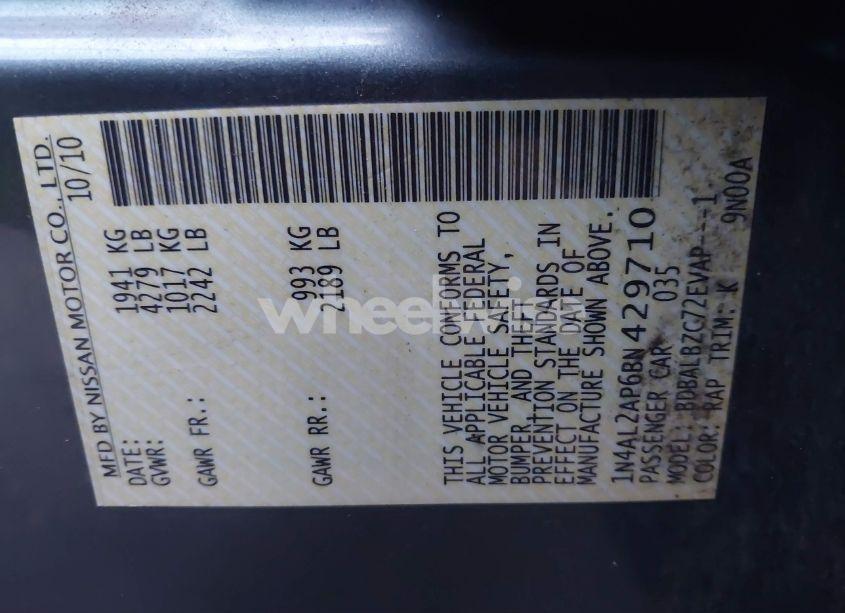 MFD BY NISSAN MOTOR CO., LTD.
DATE: 10/10
GVWR: 1941 KG
4279 LB
GAWR FR.: 1017 KG
2242 LB
GAWR RR.: 993 KG
2189 LB
THIS VEHICLE CONFORMS TO
ALL APPLICABLE FEDERAL
MOTOR VEHICLE SAFETY,
BUMPER, AND THEFT
PREVENTION STANDARDS IN
EFFECT ON THE DATE OF
MANUFACTURE SHOWN ABOVE.
1N4AL2AP6BN429710
PASSENGER CAR 035
MODEL: BDBALBZC72EVAP---1
COLOR: RAP TRIM: K 9N00A